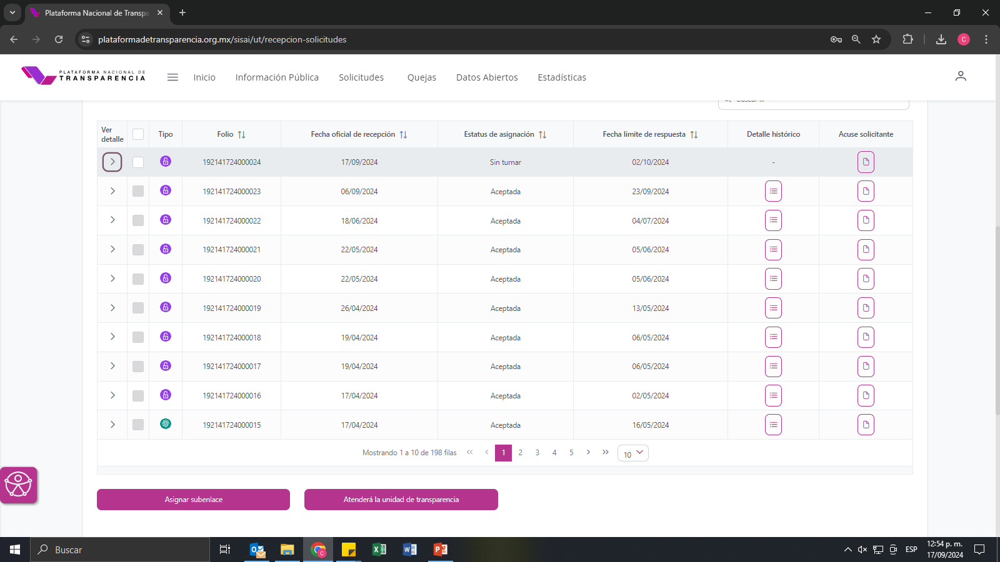 Plataforma Nacional de Transpa
plataformadetransparencia.org.mx/sisai/ut/recepcion-solicitudes
C
PLATAFORMA NACIONAL DE
TRANSPARENCIA
Inicio
Información Pública
Solicitudes
Quejas
Datos Abiertos
Estadísticas
Ver detalle
Tipo
Folio
Fecha oficial de recepción
Estatus de asignación
Fecha límite de respuesta
Detalle histórico
Acuse solicitante
192141724000024 17/09/2024 Sin turnar 02/10/2024 -
192141724000023 06/09/2024 Aceptada 23/09/2024
192141724000022 18/06/2024 Aceptada 04/07/2024
192141724000021 22/05/2024 Aceptada 05/06/2024
192141724000020 22/05/2024 Aceptada 05/06/2024
192141724000019 26/04/2024 Aceptada 13/05/2024
192141724000018 19/04/2024 Aceptada 06/05/2024
192141724000017 19/04/2024 Aceptada 06/05/2024
192141724000016 17/04/2024 Aceptada 02/05/2024
192141724000015 17/04/2024 Aceptada 16/05/2024
Mostrando 1 a 10 de 198 filas « ‹ 1 2 3 4 5 › » 10
Asignar subenlace
Atenderá la unidad de transparencia
Buscar
ESP
12:54 p. m.
17/09/2024